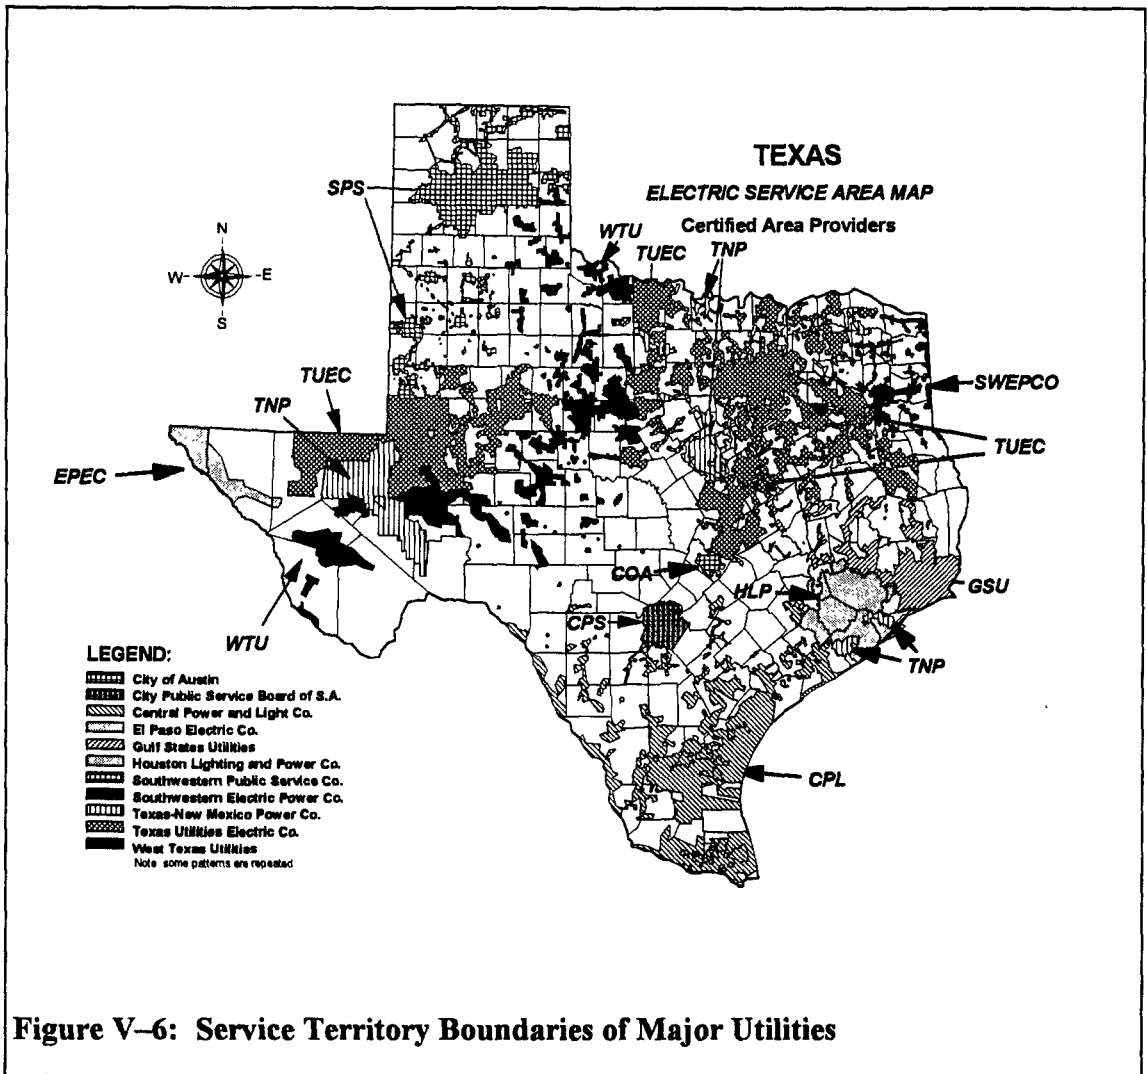 TEXAS
ELECTRIC SERVICE AREA MAP
Certified Area Providers
SPS
WTU
TUEC
TNP
N
W
E
S
TUEC
TNP
SWEPCO
TUEC
EPEC
COA
HLP
GSU
CPS
WTU
TNP
CPL
LEGEND:
City of Austin
City Public Service Board of S.A.
Central Power and Light Co.
El Paso Electric Co.
Gulf States Utilities
Houston Lighting and Power Co.
Southwestern Public Service Co.
Southwestern Electric Power Co.
Texas-New Mexico Power Co.
Texas Utilities Electric Co.
West Texas Utilities
Note some patterns are repeated
Figure V–6: Service Territory Boundaries of Major Utilities